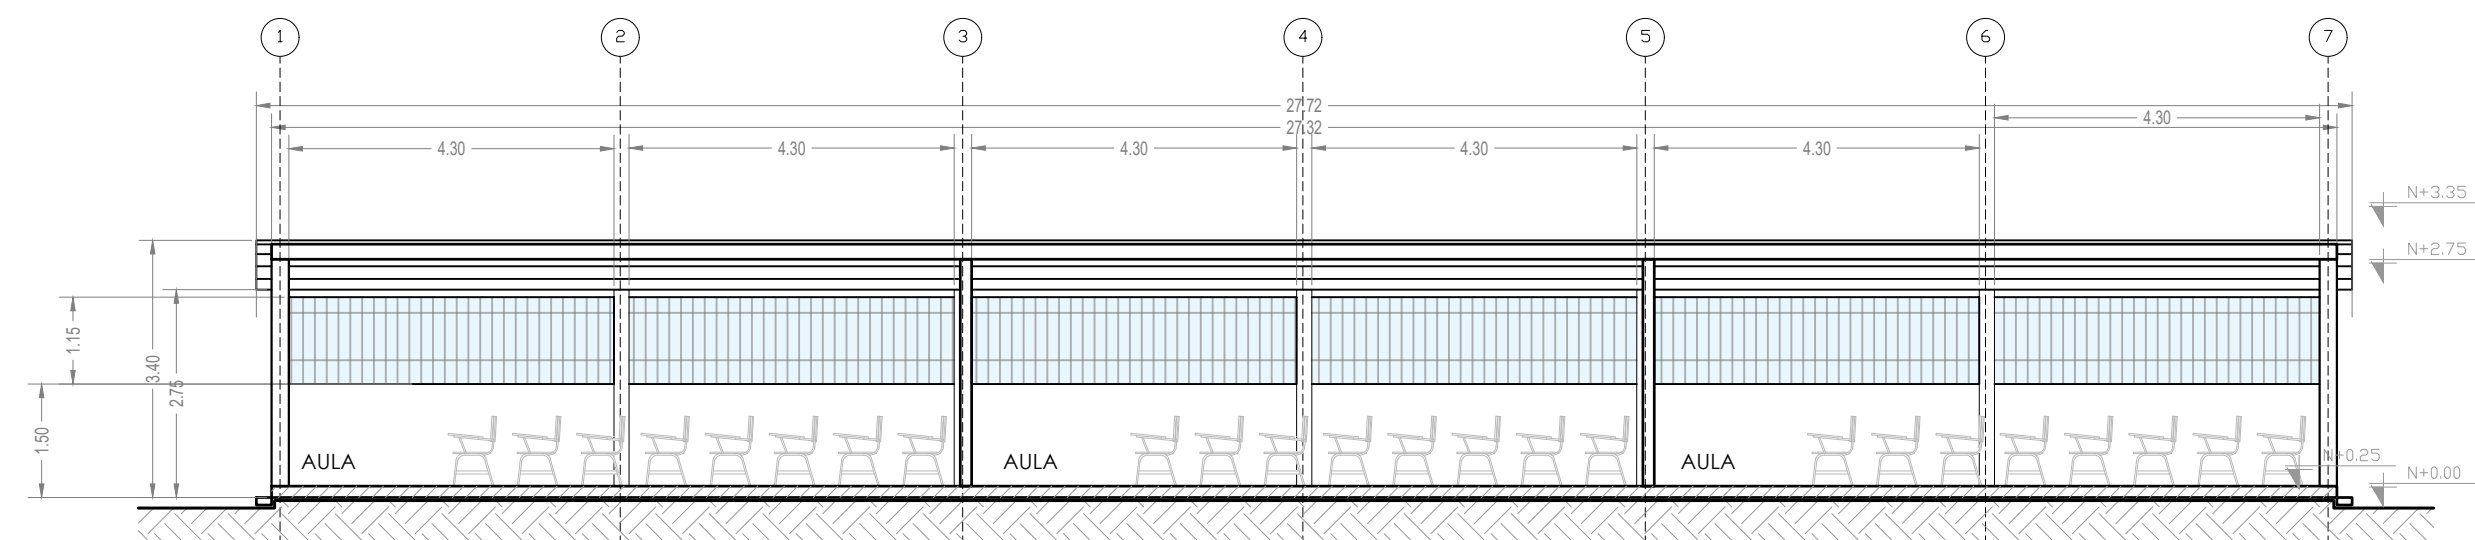 1 2 3 4 5 6 7
27.72
4.30
27.32
4.30 4.30 4.30 4.30 4.30
N+3.35
N+2.75
1.15
3.40
2.75
1.50
AULA AULA AULA
N+0.25
N+0.00